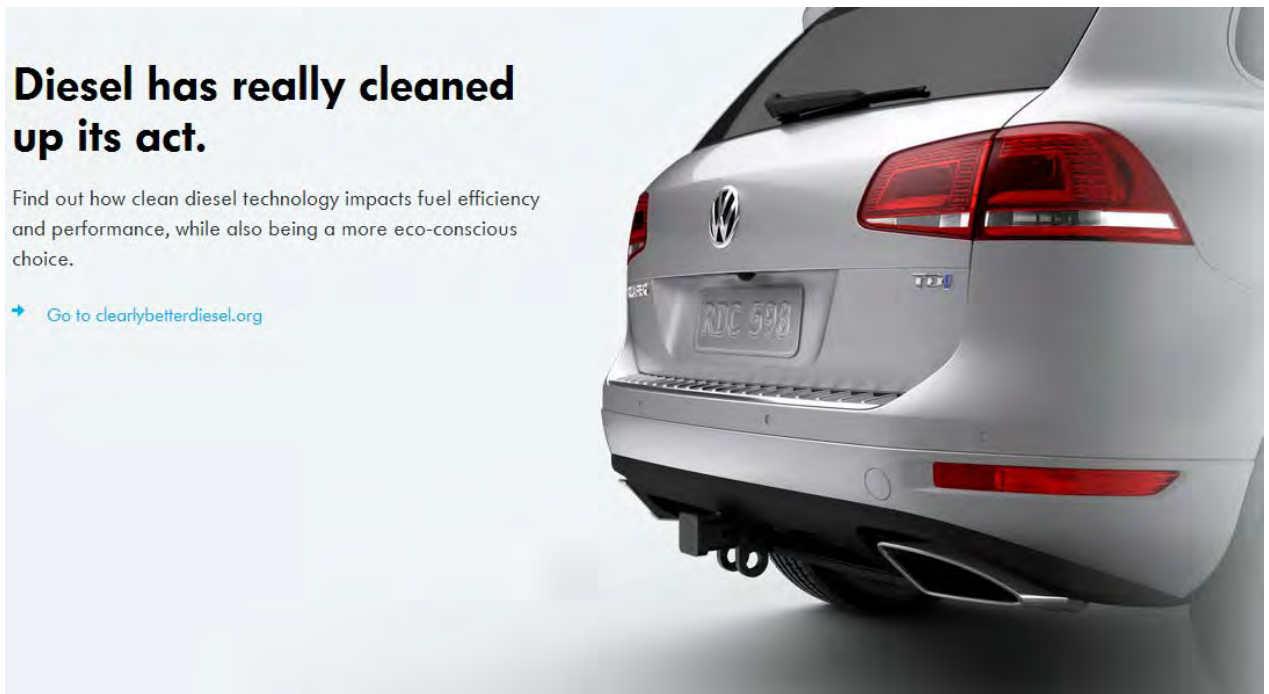 Diesel has really cleaned
up its act.
Find out how clean diesel technology impacts fuel efficiency
and performance, while also being a more eco-conscious
choice.
Go to clearlybetterdiesel.org
TDI
RDC 598